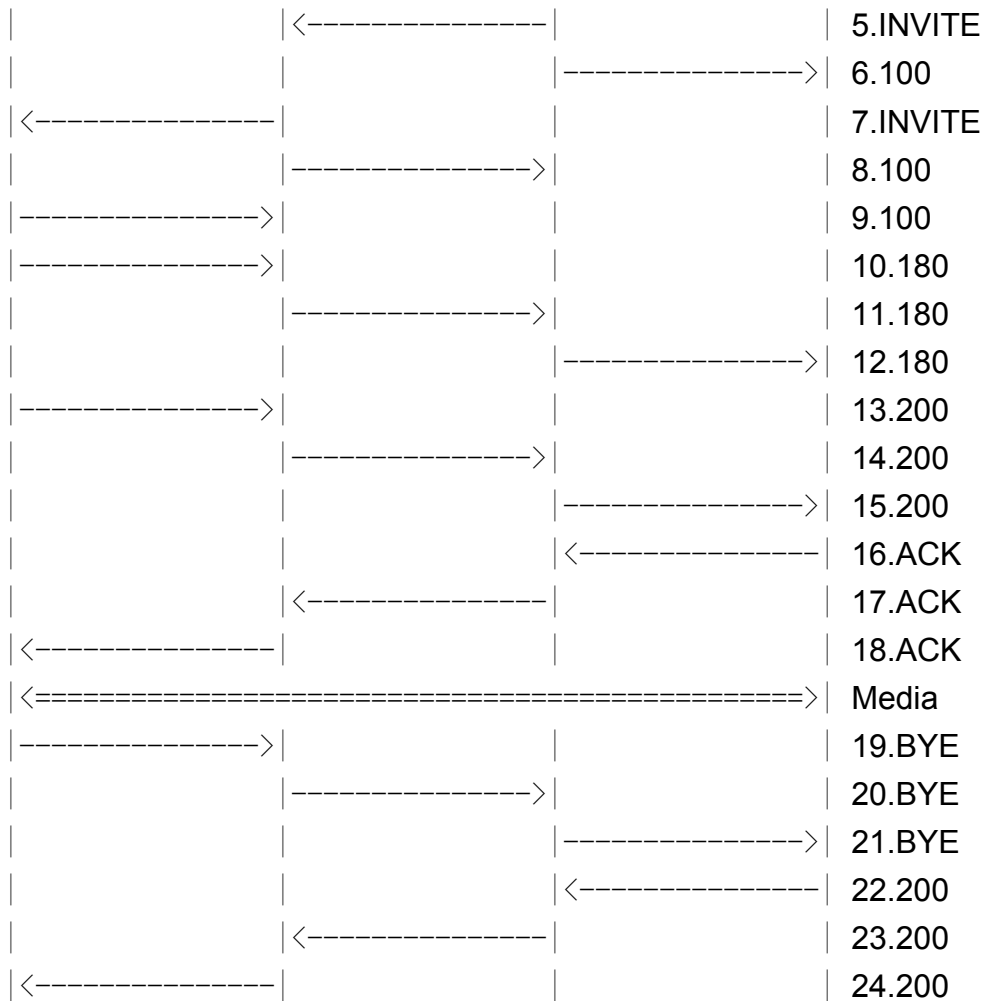 |                |<---------------|                | 5.INVITE
|                |                |--------------->| 6.100
|<---------------|                |                | 7.INVITE
|                |--------------->|                | 8.100
|--------------->|                |                | 9.100
|--------------->|                |                | 10.180
|                |--------------->|                | 11.180
|                |                |--------------->| 12.180
|--------------->|                |                | 13.200
|                |--------------->|                | 14.200
|                |                |--------------->| 15.200
|                |                |<---------------| 16.ACK
|                |<---------------|                | 17.ACK
|<---------------|                |                | 18.ACK
|<================================================>| Media
|--------------->|                |                | 19.BYE
|                |--------------->|                | 20.BYE
|                |                |--------------->| 21.BYE
|                |                |<---------------| 22.200
|                |<---------------|                | 23.200
|<---------------|                |                | 24.200